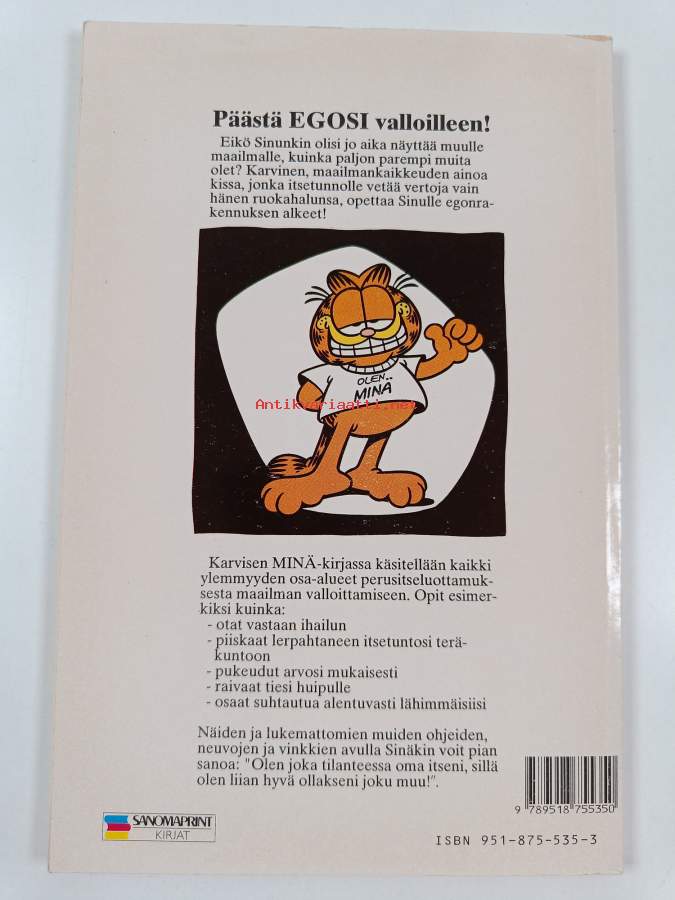 Päästä EGOSI valloilleen!
Eikö Sinunkin olisi jo aika näyttää muulle
maailmalle, kuinka paljon parempi muita
olet? Karvinen, maailmankaikkeuden ainoa
kissa, jonka itsetunnolle vetää vertoja vain
hänen ruokahalunsa, opettaa Sinulle egonra-
kennuksen alkeet!
OLEN..
MINÄ
Antikvariaatti.net
Karvisen MINÄ-kirjassa käsitellään kaikki
ylemmyyden osa-alueet perusitseluottamuk-
sesta maailman valloittamiseen. Opit esimer-
kiksi kuinka:
- otat vastaan ihailun
- piiskaat lerpahtaneen itsetuntosi terä-
kuntoon
- pukeudut arvosi mukaisesti
- raivaat tiesi huipulle
- osaat suhtautua alentuvasti lähimmäisiisi
Näiden ja lukemattomien muiden ohjeiden,
neuvojen ja vinkkien avulla Sinäkin voit pian
sanoa: "Olen joka tilanteessa oma itseni, sillä
olen liian hyvä ollakseni joku muu!".
9 789518 755350
SANOMAPRINT
KIRJAT
ISBN 951-875-535-3